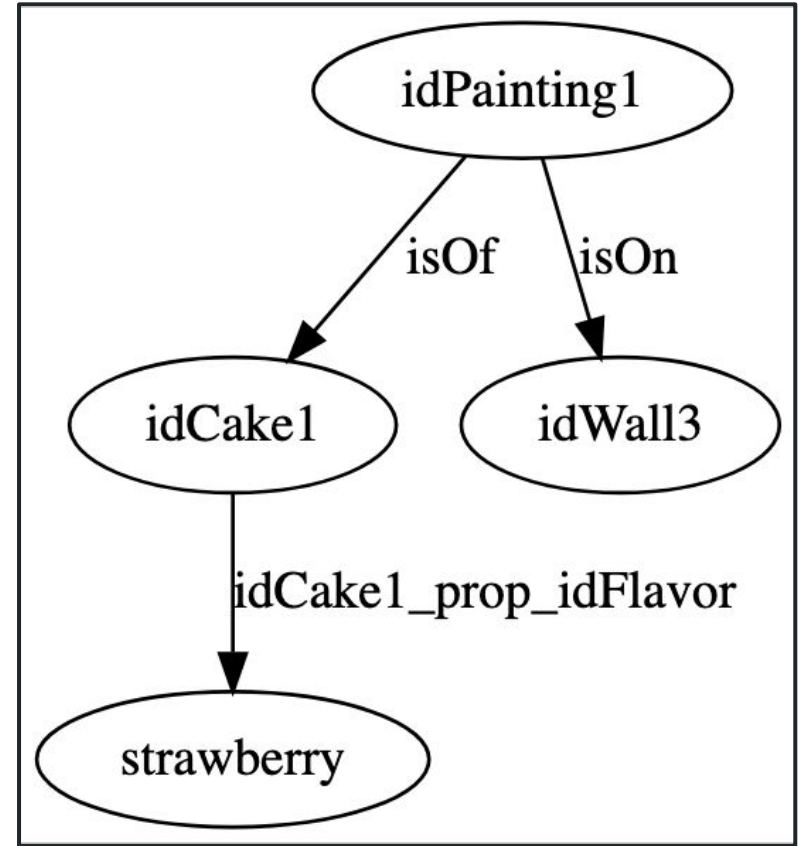 idPainting1
isOf
isOn
idCake1
idWall3
idCake1_prop_idFlavor
strawberry